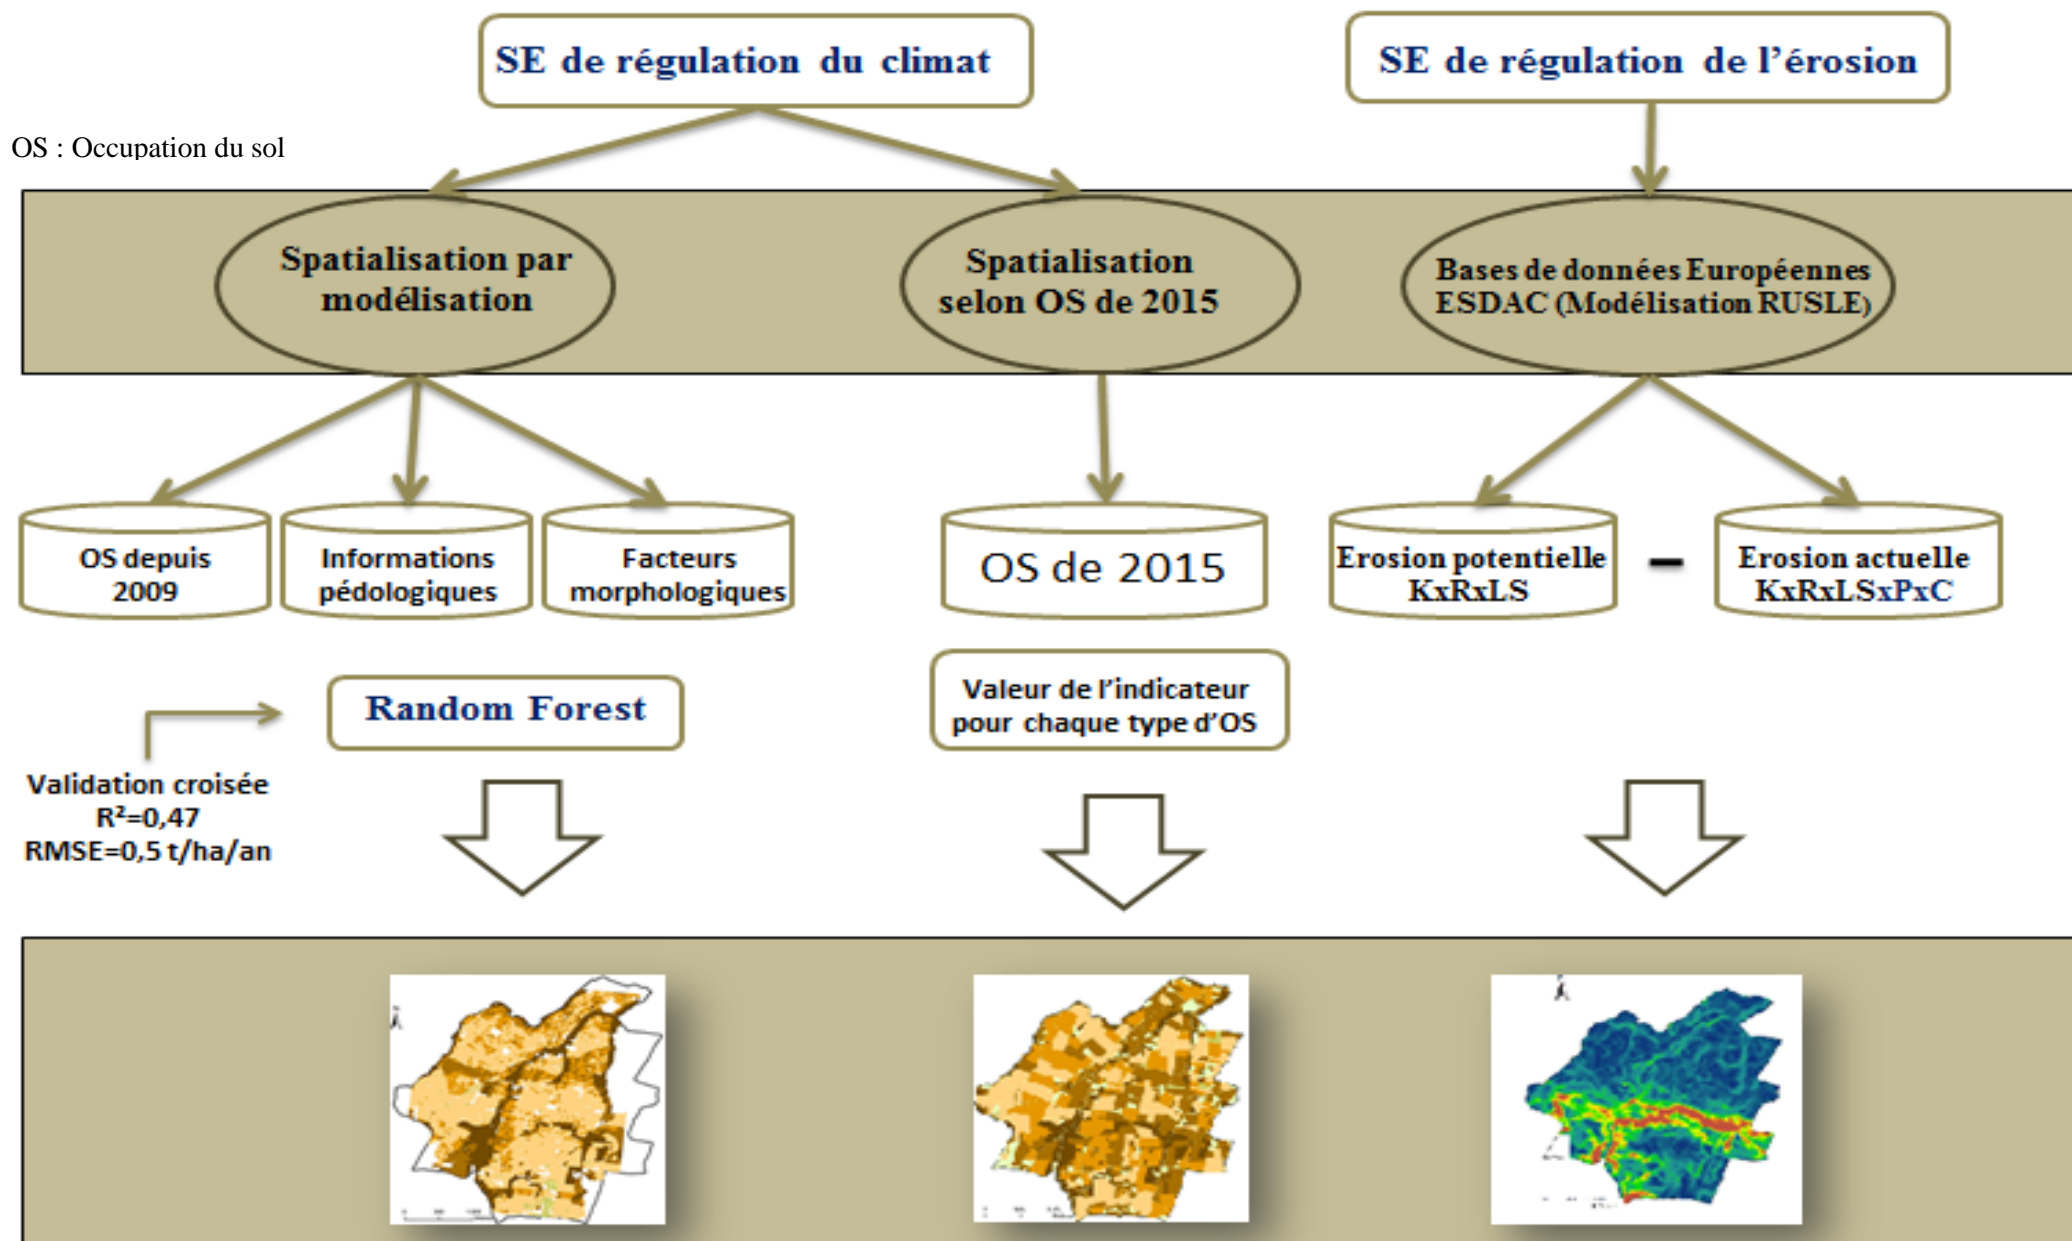 SE de régulation du climat
SE de régulation de l'érosion
OS : Occupation du sol
Spatialisation par
modélisation
Spatialisation
selon OS de 2015
Bases de données Européennes
ESDAC (Modélisation RUSLE)
OS depuis
2009
Informations
pédologiques
Facteurs
morphologiques
OS de 2015
Erosion potentielle
KxRxLS
–
Erosion actuelle
KxRxLSxPxC
Random Forest
Valeur de l'indicateur
pour chaque type d'OS
Validation croisée
R²=0,47
RMSE=0,5 t/ha/an